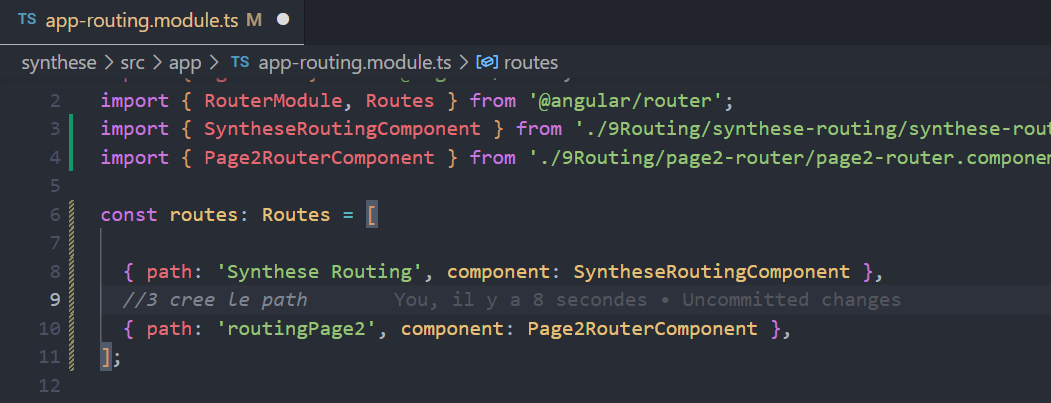 TS app-routing.module.ts M
synthese > src > app > TS app-routing.module.ts > routes
2 import { RouterModule, Routes } from '@angular/router';
3 import { SyntheseRoutingComponent } from './9Routing/synthese-routing/synthese-rout
4 import { Page2RouterComponent } from './9Routing/page2-router/page2-router.componen
5
6 const routes: Routes = [
7
8 { path: 'Synthese Routing', component: SyntheseRoutingComponent },
9 //3 cree le path You, il y a 8 secondes • Uncommitted changes
10 { path: 'routingPage2', component: Page2RouterComponent },
11 ];
12